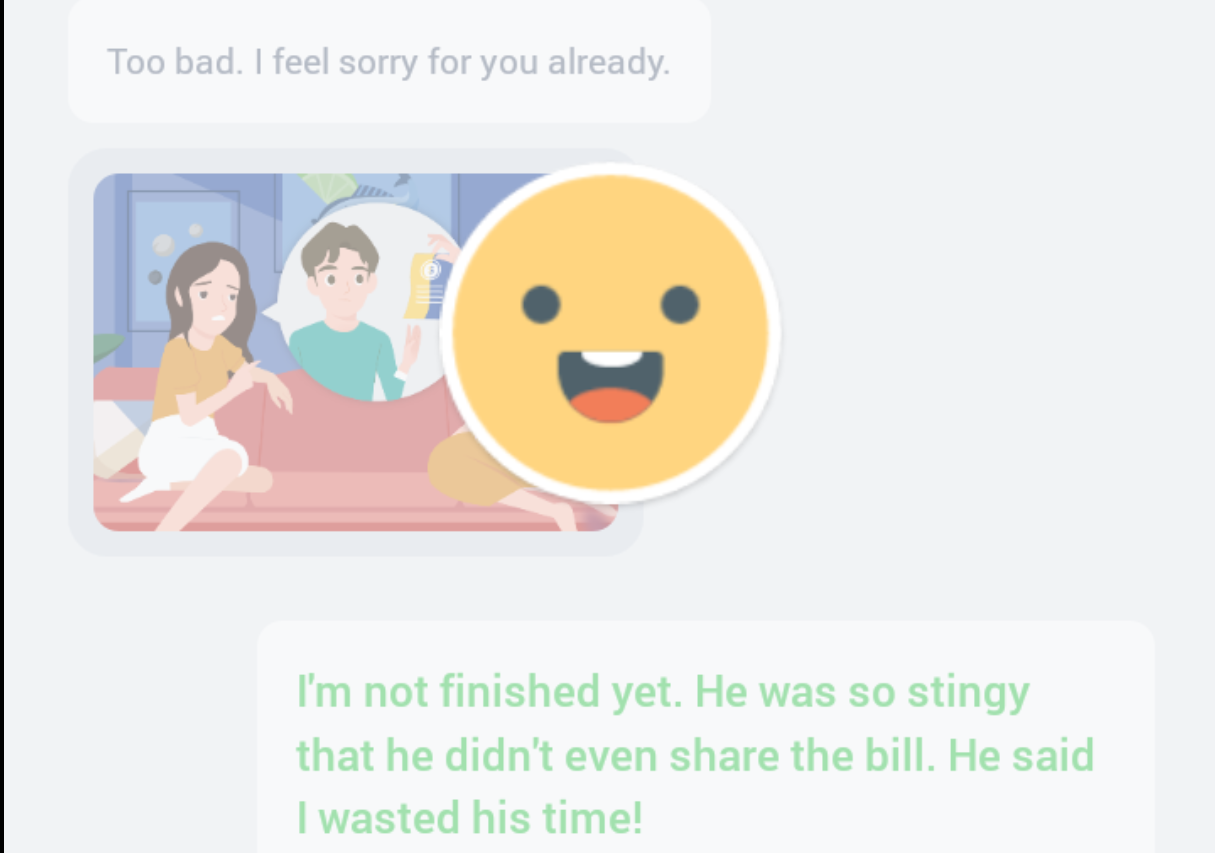 Too bad. I feel sorry for you already.
I'm not finished yet. He was so stingy
that he didn't even share the bill. He said
I wasted his time!